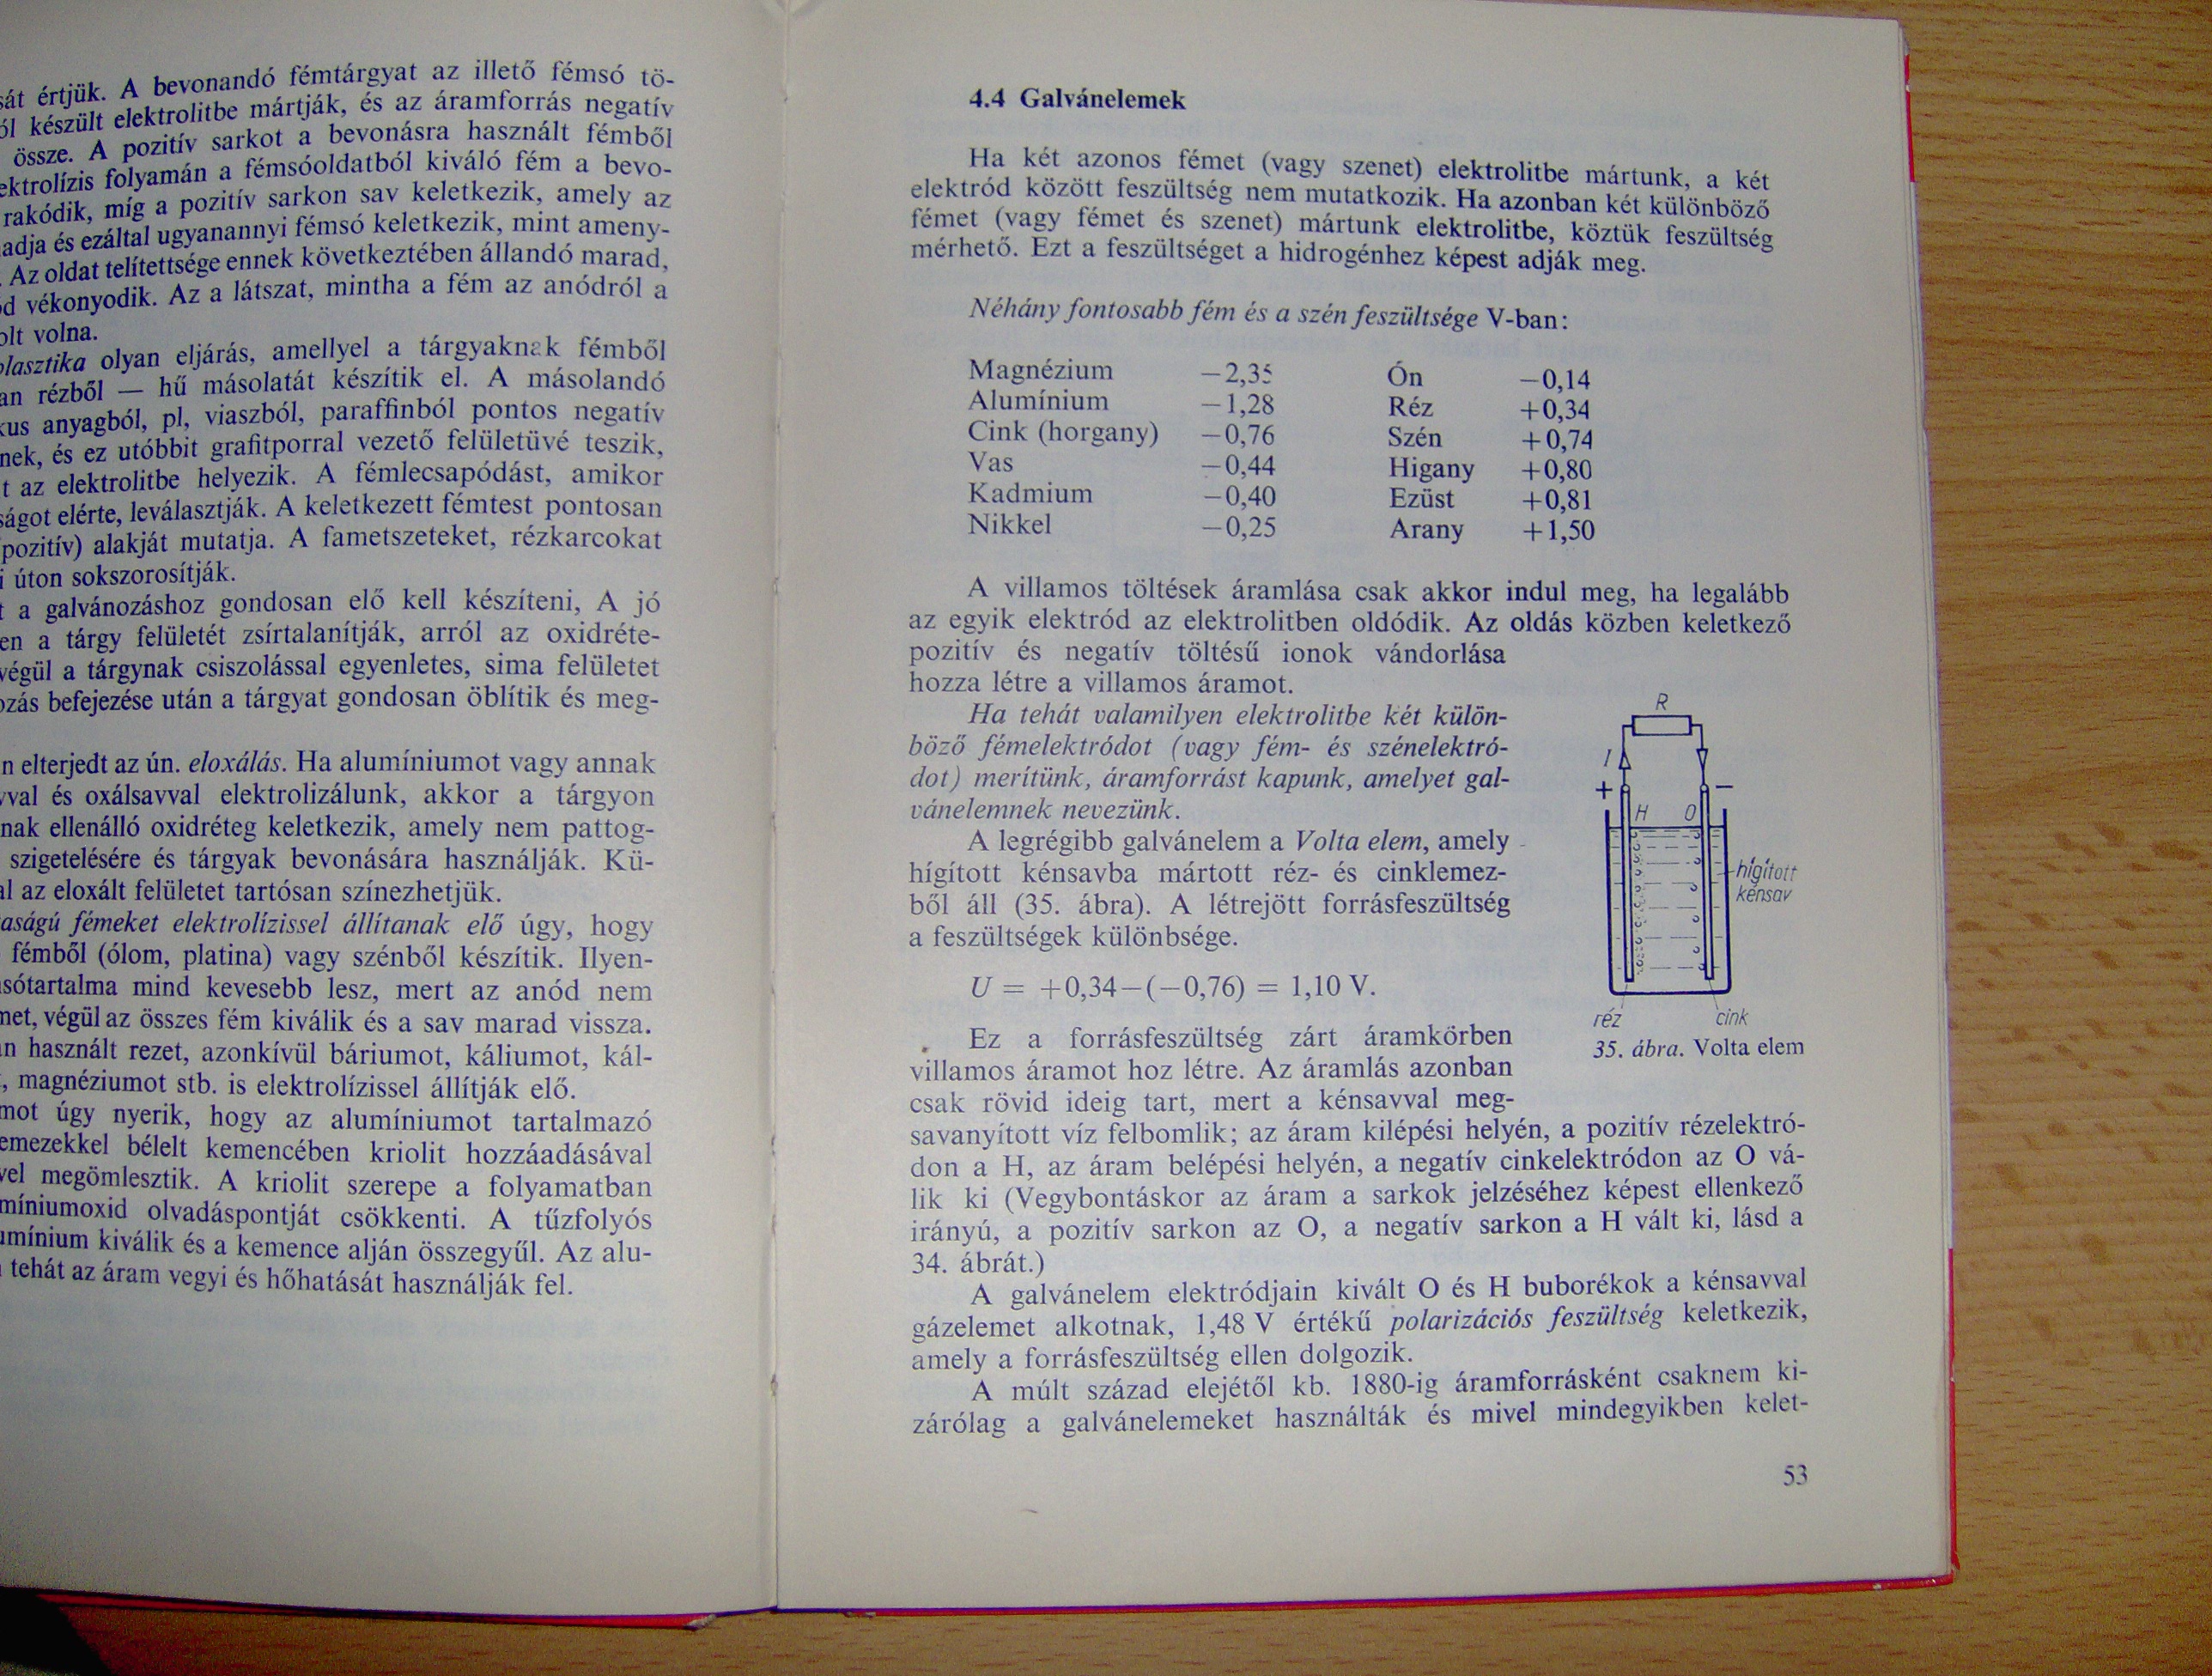 sát értjük. A bevonandó fémtárgyat az illető fémsó tö-
ól készült elektrolitbe mártják, és az áramforrás negatív
össze. A pozitív sarkot a bevonásra használt fémből
ektrolízis folyamán a fémsóoldatból kiváló fém a bevo-
rakódik, míg a pozitív sarkon sav keletkezik, amely az
adja és ezáltal ugyanannyi fémsó keletkezik, mint ameny-
. Az oldat telítettsége ennek következtében állandó marad,
d vékonyodik. Az a látszat, mintha a fém az anódról a
olt volna.
plasztika olyan eljárás, amellyel a tárgyaknak fémből
an rézből — hű másolatát készítik el. A másolandó
kus anyagból, pl, viaszból, paraffinból pontos negatív
nek, és ez utóbbit grafitporral vezető felületűvé teszik,
t az elektrolitbe helyezik. A fémlecsapódást, amikor
ságot elérte, leválasztják. A keletkezett fémtest pontosan
pozitív) alakját mutatja. A fametszeteket, rézkarcokat
i úton sokszorosítják.
t a galvánozáshoz gondosan elő kell készíteni, A jó
en a tárgy felületét zsírtalanítják, arról az oxidréte-
végül a tárgynak csiszolással egyenletes, sima felületet
ozás befejezése után a tárgyat gondosan öblítik és meg-
n elterjedt az ún. eloxálás. Ha alumíniumot vagy annak
vval és oxálsavval elektrolizálunk, akkor a tárgyon
nak ellenálló oxidréteg keletkezik, amely nem pattog-
szigetelésére és tárgyak bevonására használják. Kü-
al az eloxált felületet tartósan színezhetjük.
aságú fémeket elektrolízissel állítanak elő úgy, hogy
fémből (ólom, platina) vagy szénből készítik. Ilyen-
sótartalma mind kevesebb lesz, mert az anód nem
net, végül az összes fém kiválik és a sav marad vissza.
n használt rezet, azonkívül báriumot, káliumot, kál-
, magnéziumot stb. is elektrolízissel állítják elő.
mot úgy nyerik, hogy az alumíniumot tartalmazó
emezekkel bélelt kemencében kriolit hozzáadásával
vel megömlesztik. A kriolit szerepe a folyamatban
míniumoxid olvadáspontját csökkenti. A tűzfolyós
umínium kiválik és a kemence alján összegyűl. Az alu-
tehát az áram vegyi és hőhatását használják fel.
4.4 Galvánelemek
Ha két azonos fémet (vagy szenet) elektrolitbe mártunk, a két
elektród között feszültség nem mutatkozik. Ha azonban két különböző
fémet (vagy fémet és szenet) mártunk elektrolitbe, köztük feszültség
mérhető. Ezt a feszültséget a hidrogénhez képest adják meg.
Néhány fontosabb fém és a szén feszültsége V-ban:
Magnézium −2,35 Ón −0,14
Alumínium −1,28 Réz +0,34
Cink (horgany) −0,76 Szén +0,74
Vas −0,44 Higany +0,80
Kadmium −0,40 Ezüst +0,81
Nikkel −0,25 Arany +1,50
A villamos töltések áramlása csak akkor indul meg, ha legalább
az egyik elektród az elektrolitben oldódik. Az oldás közben keletkező
pozitív és negatív töltésű ionok vándorlása
hozza létre a villamos áramot.
Ha tehát valamilyen elektrolitbe két külön-
böző fémelektródot (vagy fém- és szénelektró-
dot) merítünk, áramforrást kapunk, amelyet gal-
vánelemnek nevezünk.
A legrégibb galvánelem a Volta elem, amely
hígított kénsavba mártott réz- és cinklemez-
ből áll (35. ábra). A létrejött forrásfeszültség
a feszültségek különbsége.
U = +0,34−(−0,76) = 1,10 V.
Ez a forrásfeszültség zárt áramkörben
villamos áramot hoz létre. Az áramlás azonban
csak rövid ideig tart, mert a kénsavval meg-
R
I
+ −
H O
hígított
kénsav
réz cink
35. ábra. Volta elem
savanyított víz felbomlik; az áram kilépési helyén, a pozitív rézelektró-
don a H, az áram belépési helyén, a negatív cinkelektródon az O vá-
lik ki (Vegybontáskor az áram a sarkok jelzéséhez képest ellenkező
irányú, a pozitív sarkon az O, a negatív sarkon a H vált ki, lásd a
34. ábrát.)
A galvánelem elektródjain kivált O és H buborékok a kénsavval
gázelemet alkotnak, 1,48 V értékű polarizációs feszültség keletkezik,
amely a forrásfeszültség ellen dolgozik.
A múlt század elejétől kb. 1880-ig áramforrásként csaknem ki-
zárólag a galvánelemeket használták és mivel mindegyikben kelet-
53